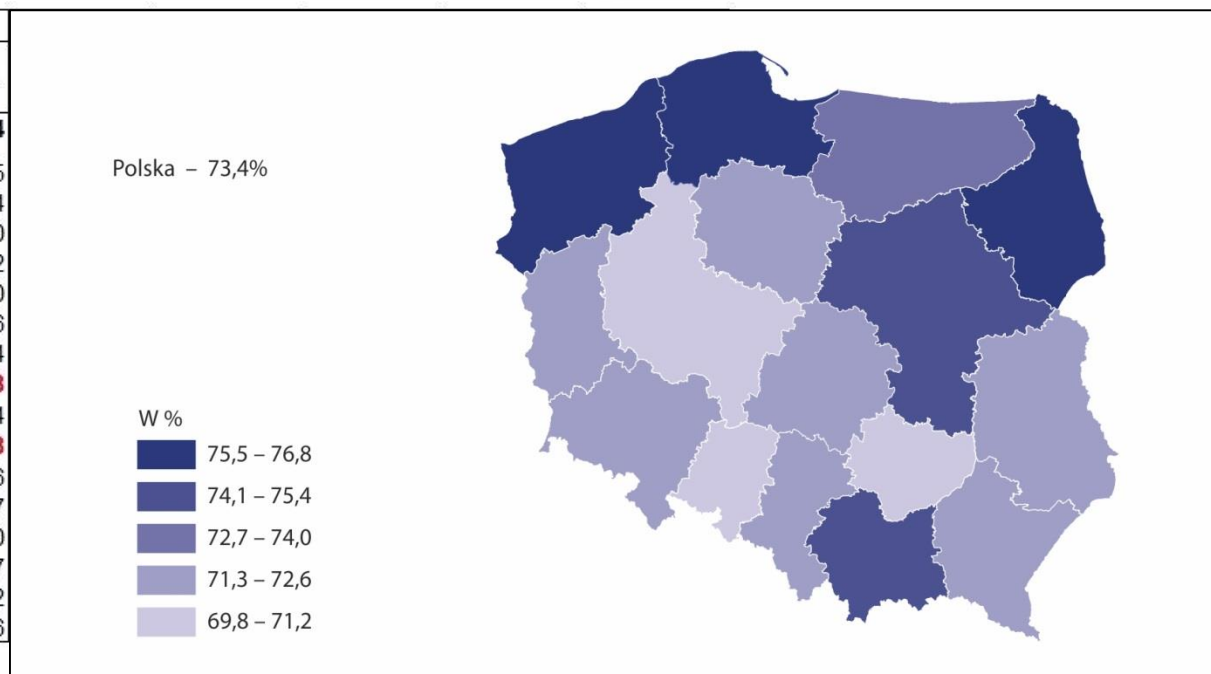 Polska – 73,4%
W %
75,5 – 76,8
74,1 – 75,4
72,7 – 74,0
71,3 – 72,6
69,8 – 71,2